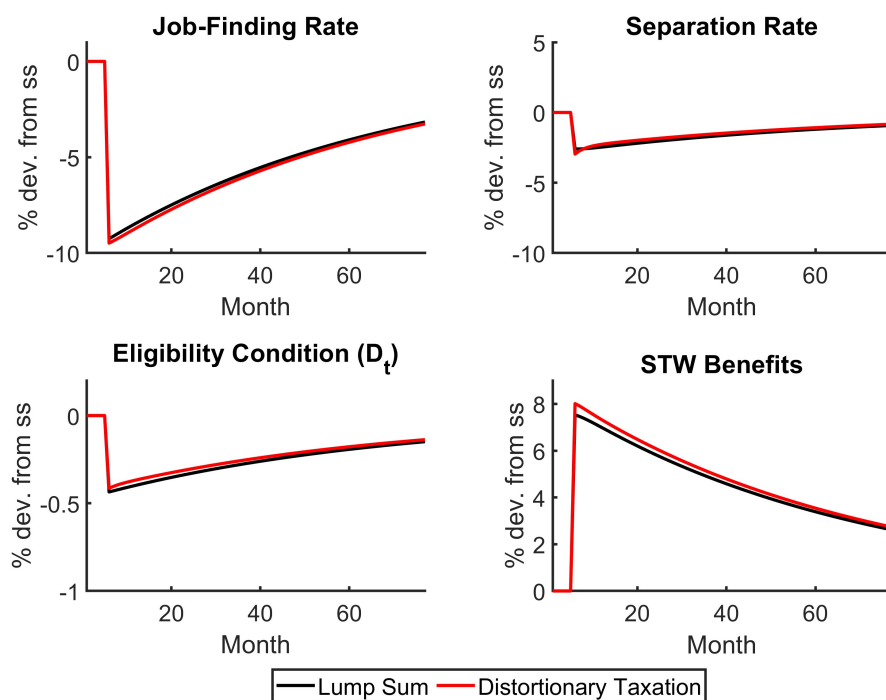 Job-Finding Rate
% dev. from ss
0
-5
-10
20 40 60
Month
Separation Rate
% dev. from ss
5
0
-5
-10
20 40 60
Month
Eligibility Condition (D_t)
% dev. from ss
0
-0.5
-1
20 40 60
Month
STW Benefits
% dev. from ss
8
6
4
2
0
20 40 60
Month
Lump Sum Distortionary Taxation